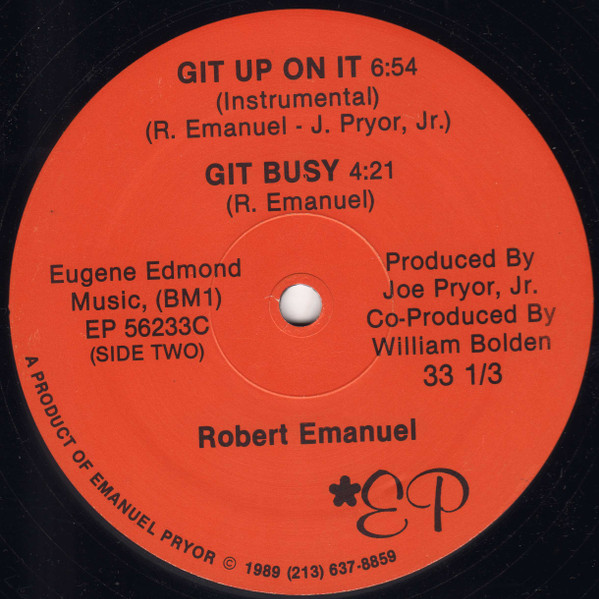 GIT UP ON IT 6:54
(Instrumental)
(R. Emanuel - J. Pryor, Jr.)
GIT BUSY 4:21
(R. Emanuel)
Eugene Edmond
Music, (BM1)
EP 56233C
(SIDE TWO)
Produced By
Joe Pryor, Jr.
Co-Produced By
William Bolden
33 1/3
Robert Emanuel
*EP
A PRODUCT OF EMANUEL PRYOR © 1989 (213) 637-8859